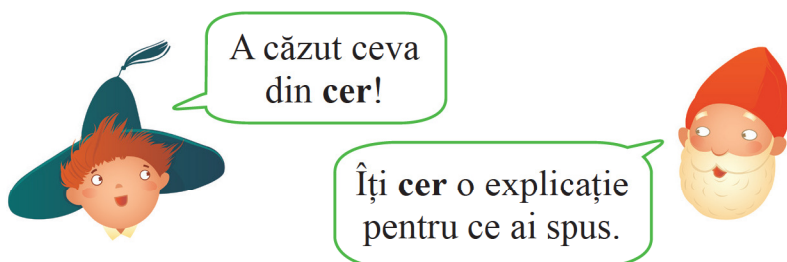 A căzut ceva
din cer!
Îți cer o explicație
pentru ce ai spus.